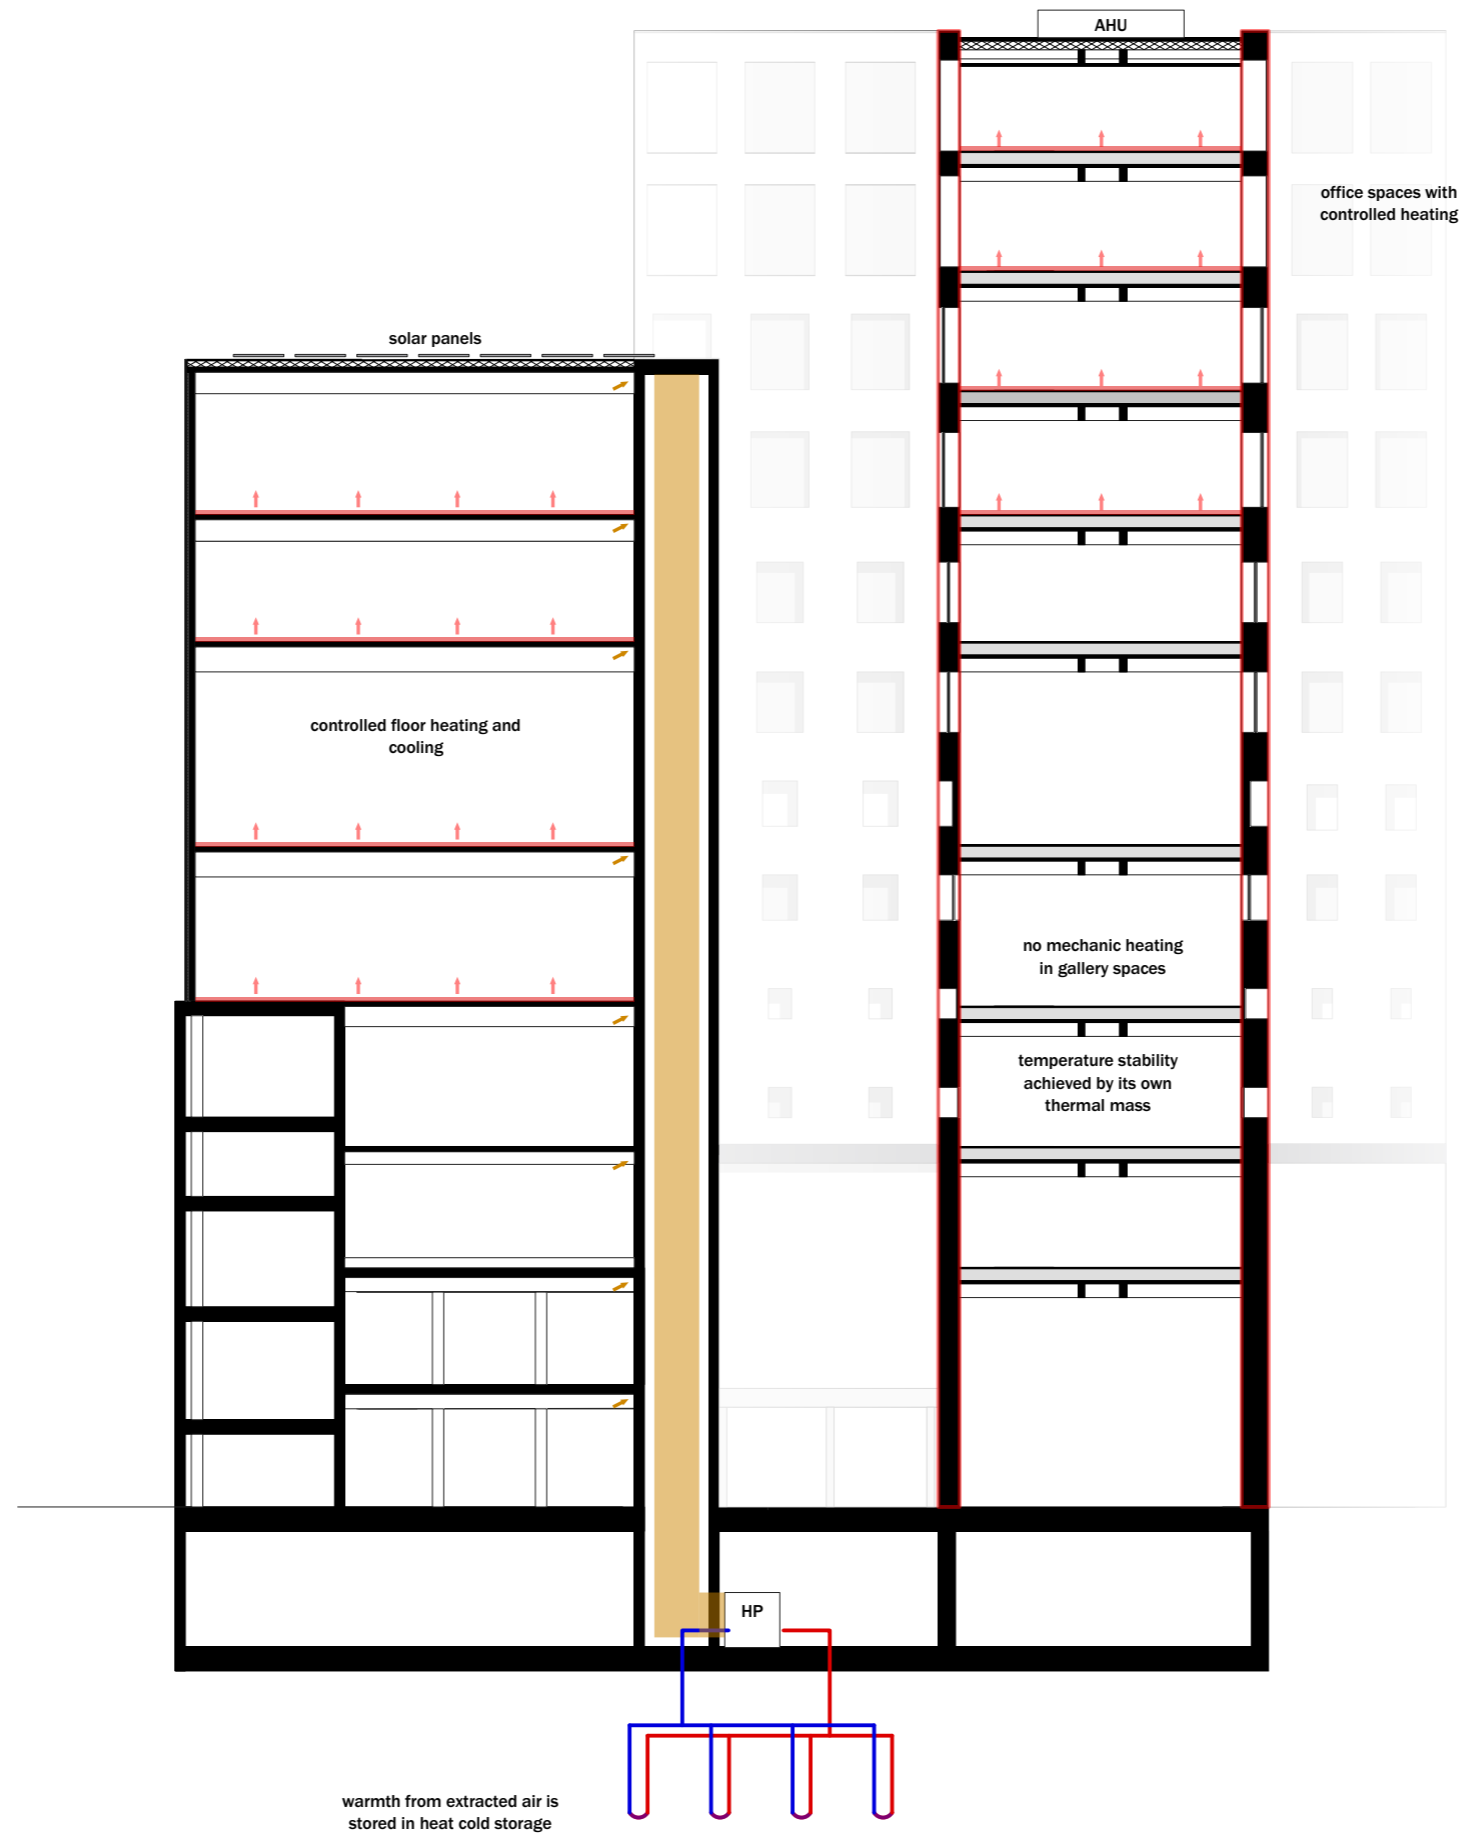 AHU
office spaces with
controlled heating
solar panels
controlled floor heating and
cooling
no mechanic heating
in gallery spaces
temperature stability
achieved by its own
thermal mass
HP
warmth from extracted air is
stored in heat cold storage